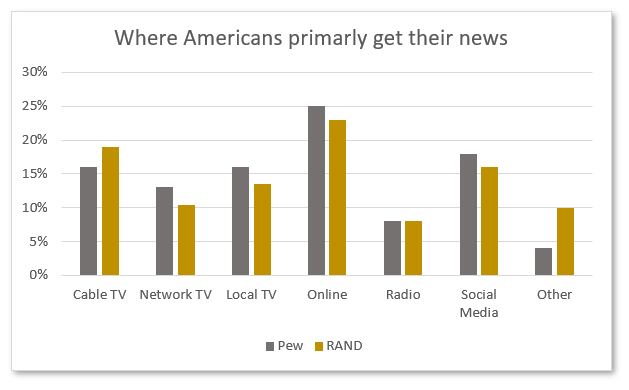 Where Americans primarly get their news
30%
25%
20%
15%
10%
5%
0%
Cable TV Network TV Local TV Online Radio Social Other
Media
Pew RAND